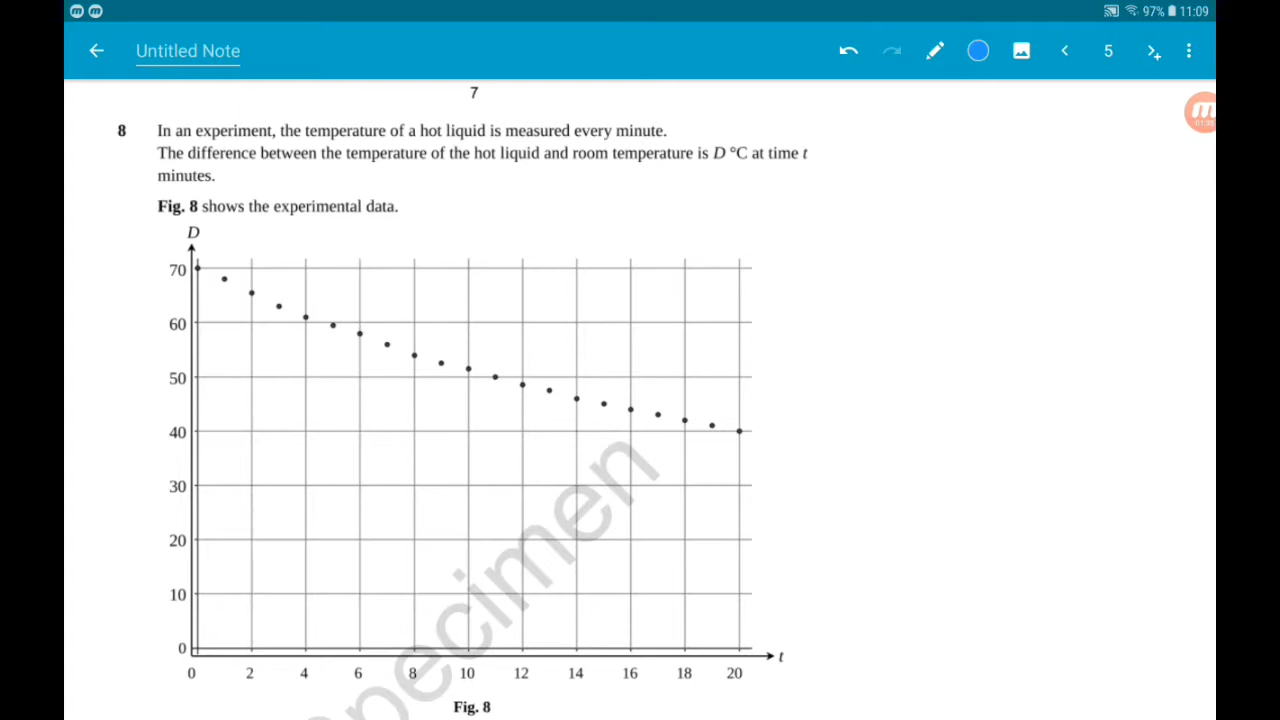 97% 11:09
Untitled Note
5
7
8 In an experiment, the temperature of a hot liquid is measured every minute.
The difference between the temperature of the hot liquid and room temperature is D °C at time t
minutes.
Fig. 8 shows the experimental data.
D
70
60
50
40
30
20
10
0
0 2 4 6 8 10 12 14 16 18 20 t
Fig. 8
specimen